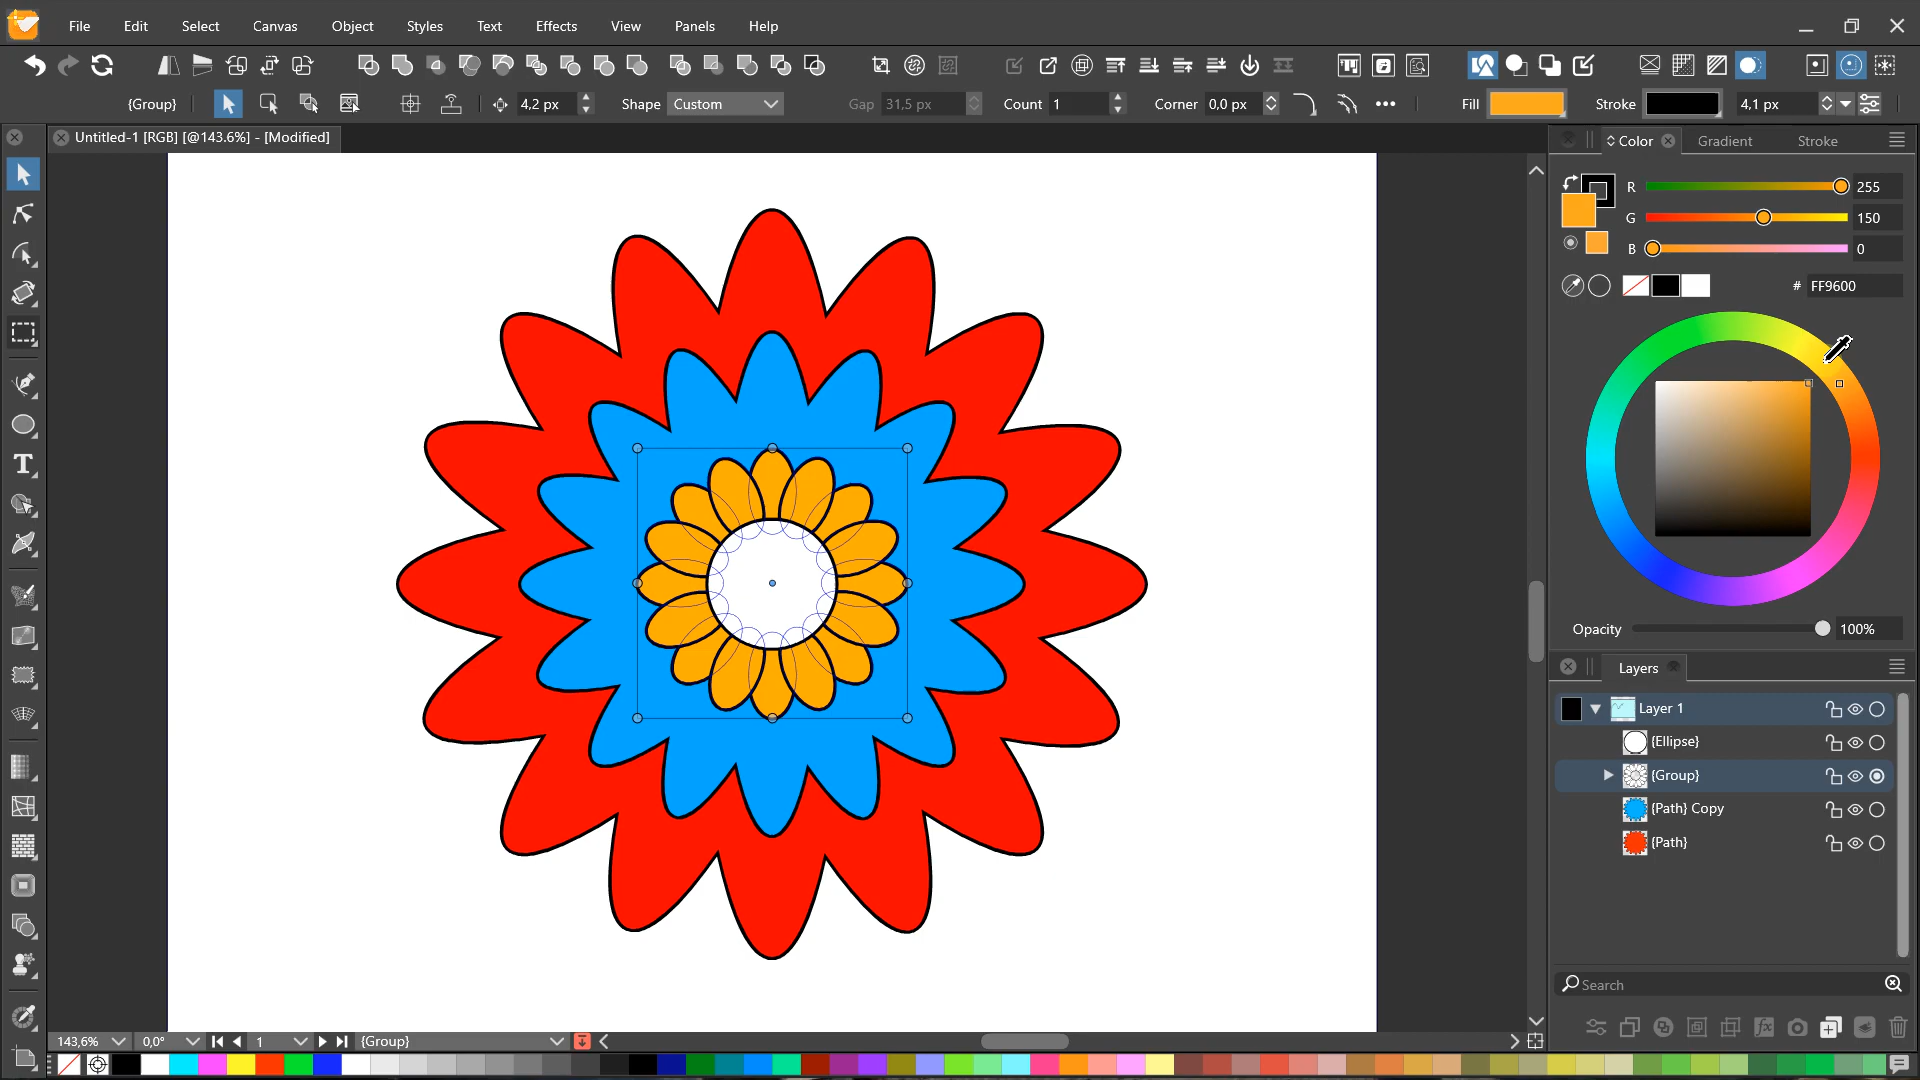 File Edit Select Canvas Object Styles Text Effects View Panels Help
{Group} 4,2 px Shape Custom Gap 31,5 px Count 1 Corner 0,0 px Fill Stroke 4,1 px
Untitled-1 [RGB] [@143.6%] - [Modified]
Color Gradient Stroke
R 255
G 150
B 0
# FF9600
Opacity 100%
Layers
Layer 1
{Ellipse}
{Group}
{Path} Copy
{Path}
Search
143,6% 0,0° 1 {Group}